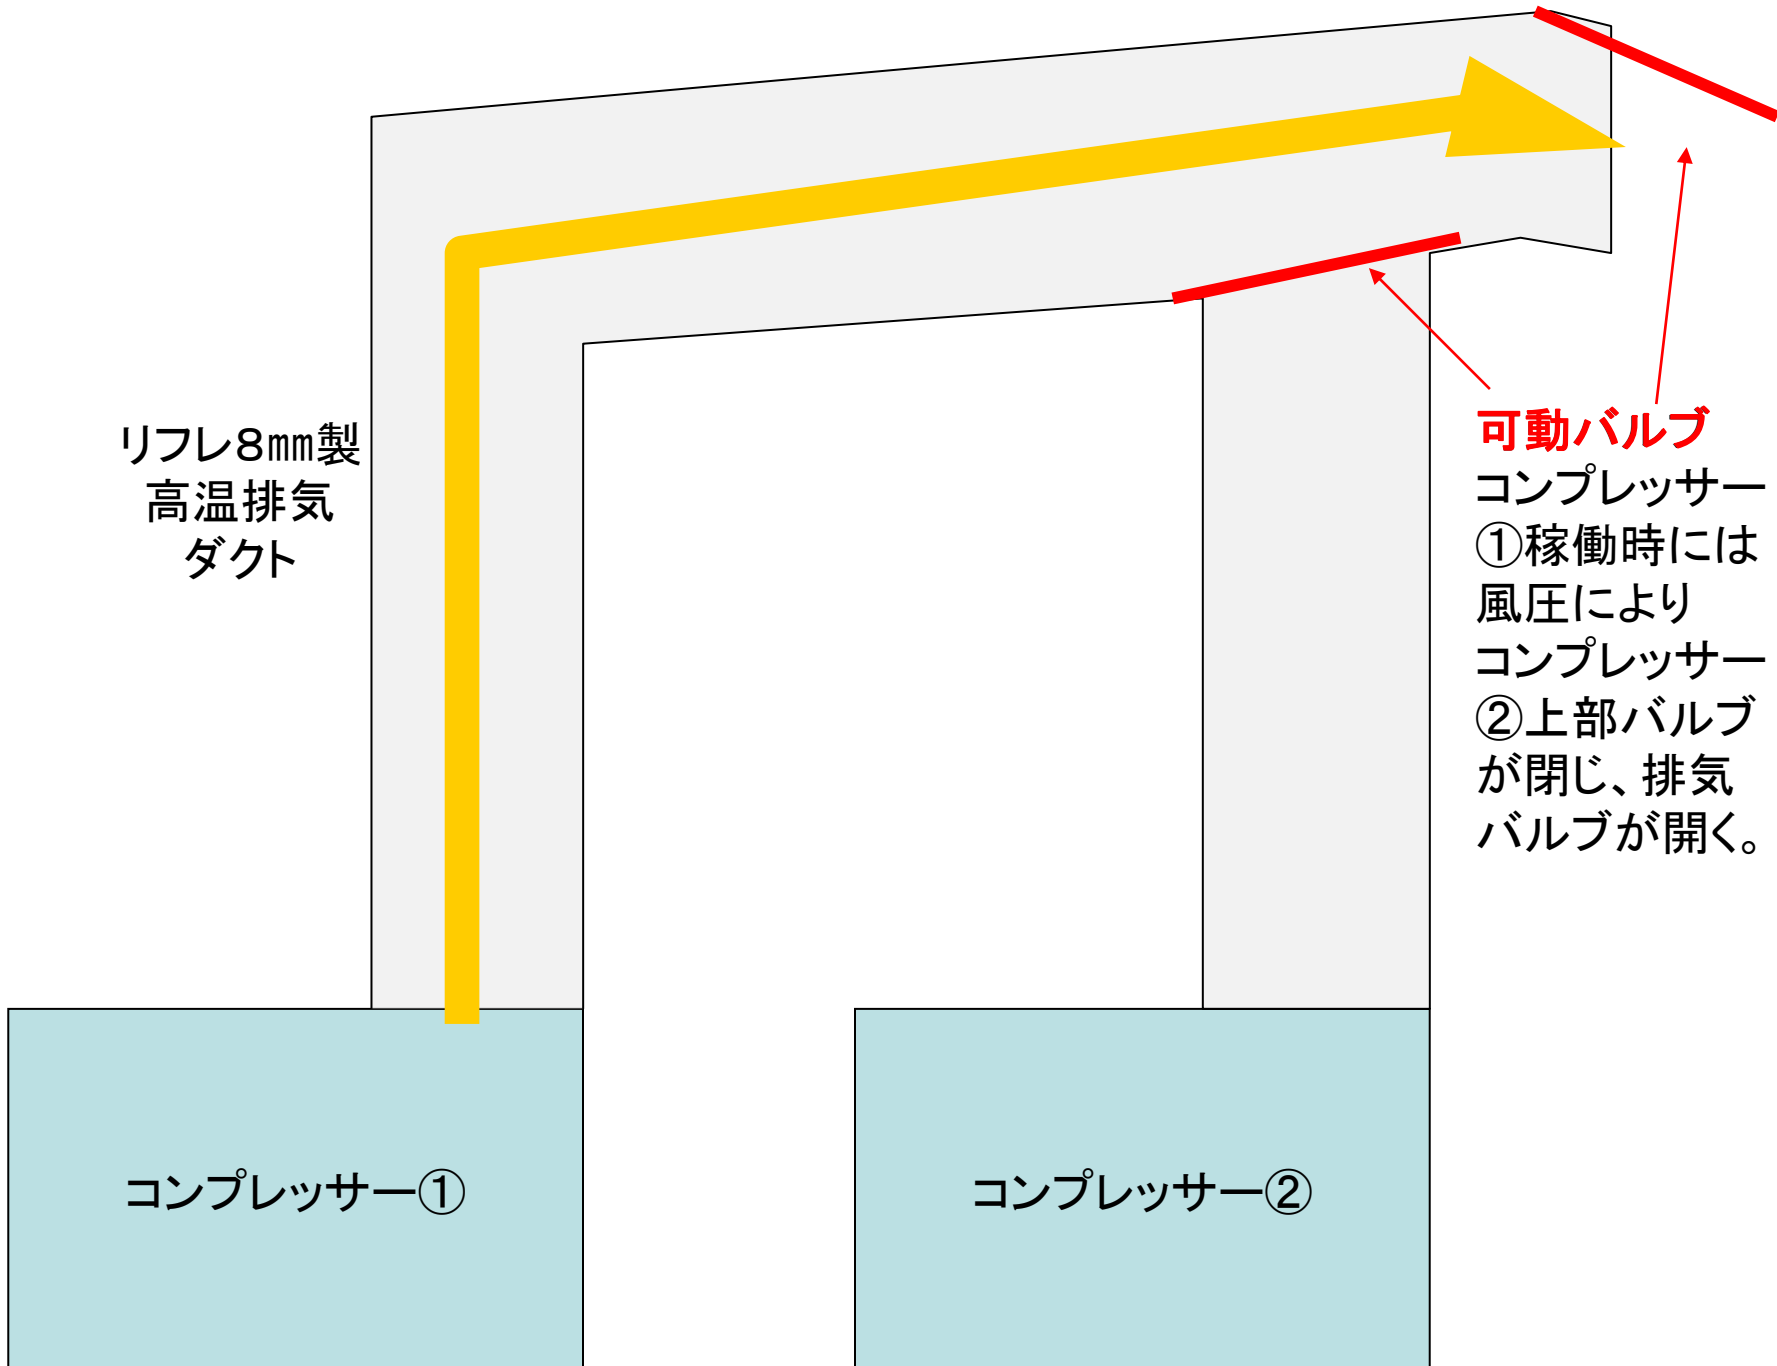 リフレ8㎜製
高温排気
ダクト
可動バルブ
コンプレッサー
①稼働時には
風圧により
コンプレッサー
②上部バルブ
が閉じ、排気
バルブが開く。
コンプレッサー①
コンプレッサー②